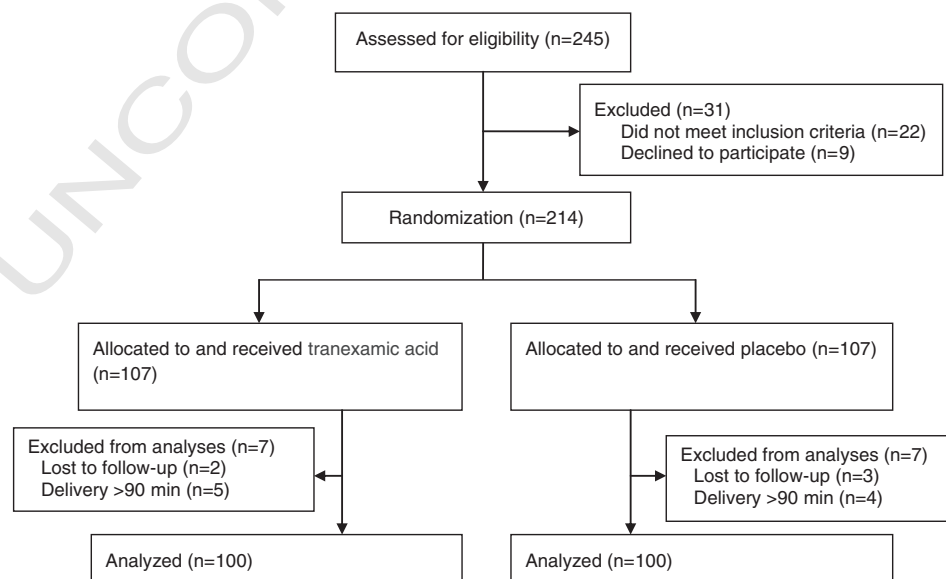 UNCOR
Assessed for eligibility (n=245)
Excluded (n=31)
Did not meet inclusion criteria (n=22)
Declined to participate (n=9)
Randomization (n=214)
Allocated to and received tranexamic acid
(n=107)
Allocated to and received placebo (n=107)
Excluded from analyses (n=7)
Lost to follow-up (n=2)
Delivery >90 min (n=5)
Excluded from analyses (n=7)
Lost to follow-up (n=3)
Delivery >90 min (n=4)
Analyzed (n=100)
Analyzed (n=100)